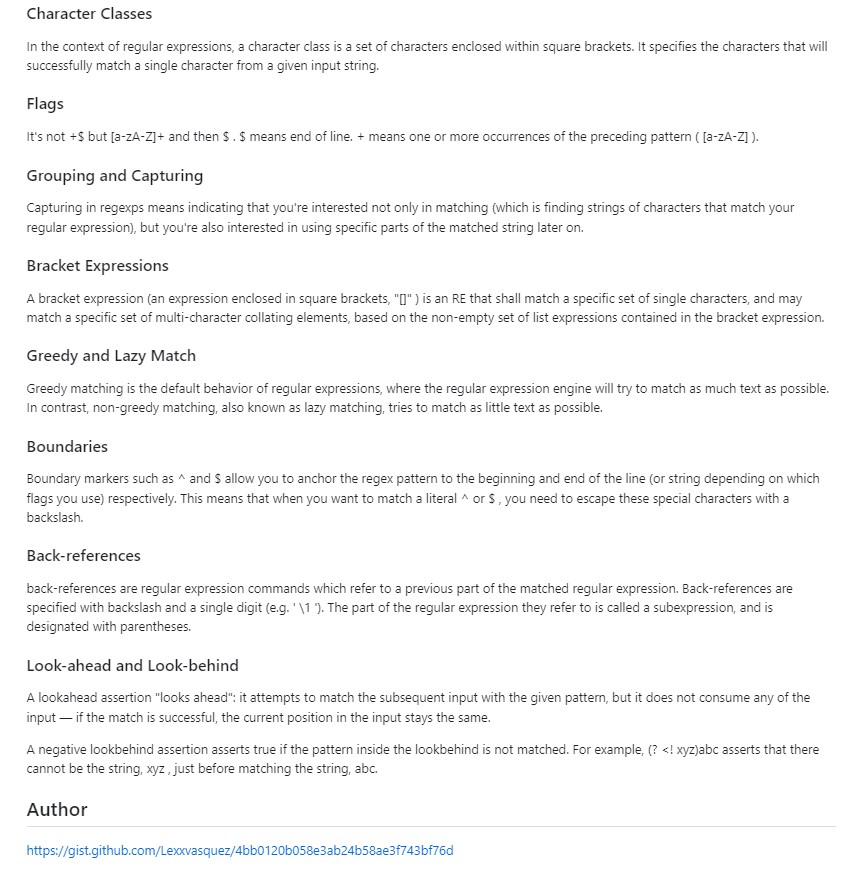 Character Classes
In the context of regular expressions, a character class is a set of characters enclosed within square brackets. It specifies the characters that will
successfully match a single character from a given input string.
Flags
It's not +$ but [a-zA-Z]+ and then $ . $ means end of line. + means one or more occurrences of the preceding pattern ( [a-zA-Z] ).
Grouping and Capturing
Capturing in regexps means indicating that you're interested not only in matching (which is finding strings of characters that match your
regular expression), but you're also interested in using specific parts of the matched string later on.
Bracket Expressions
A bracket expression (an expression enclosed in square brackets, "[]" ) is an RE that shall match a specific set of single characters, and may
match a specific set of multi-character collating elements, based on the non-empty set of list expressions contained in the bracket expression.
Greedy and Lazy Match
Greedy matching is the default behavior of regular expressions, where the regular expression engine will try to match as much text as possible.
In contrast, non-greedy matching, also known as lazy matching, tries to match as little text as possible.
Boundaries
Boundary markers such as ^ and $ allow you to anchor the regex pattern to the beginning and end of the line (or string depending on which
flags you use) respectively. This means that when you want to match a literal ^ or $ , you need to escape these special characters with a
backslash.
Back-references
back-references are regular expression commands which refer to a previous part of the matched regular expression. Back-references are
specified with backslash and a single digit (e.g. ' \1 '). The part of the regular expression they refer to is called a subexpression, and is
designated with parentheses.
Look-ahead and Look-behind
A lookahead assertion "looks ahead": it attempts to match the subsequent input with the given pattern, but it does not consume any of the
input — if the match is successful, the current position in the input stays the same.
A negative lookbehind assertion asserts true if the pattern inside the lookbehind is not matched. For example, (? <! xyz)abc asserts that there
cannot be the string, xyz , just before matching the string, abc.
Author
https://gist.github.com/Lexxvasquez/4bb0120b058e3ab24b58ae3f743bf76d